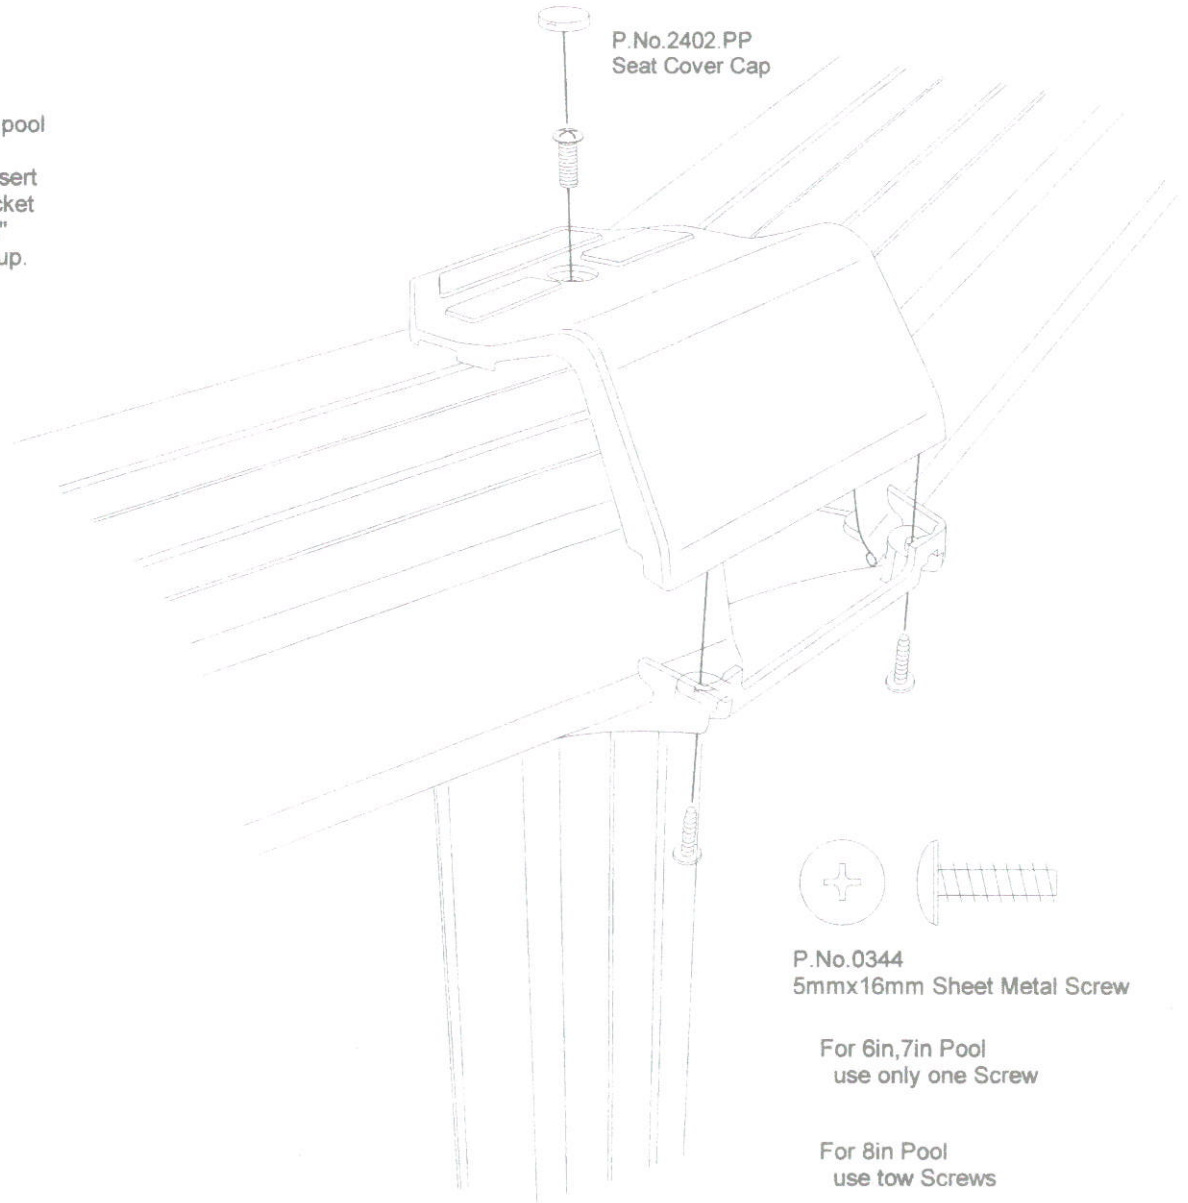 P.No.2402.PP
Seat Cover Cap
pool
sert
cket
"
up.
P.No.0344
5mmx16mm Sheet Metal Screw
For 6in,7in Pool
use only one Screw
For 8in Pool
use tow Screws